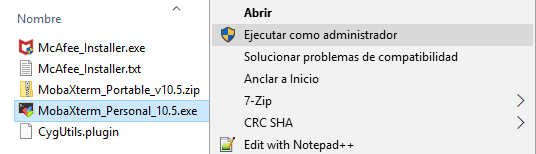 Nombre
McAfee_Installer.exe
McAfee_Installer.txt
MobaXterm_Portable_v10.5.zip
MobaXterm_Personal_10.5.exe
CygUtils.plugin
Abrir
Ejecutar como administrador
Solucionar problemas de compatibilidad
Anclar a Inicio
7-Zip
CRC SHA
Edit with Notepad++